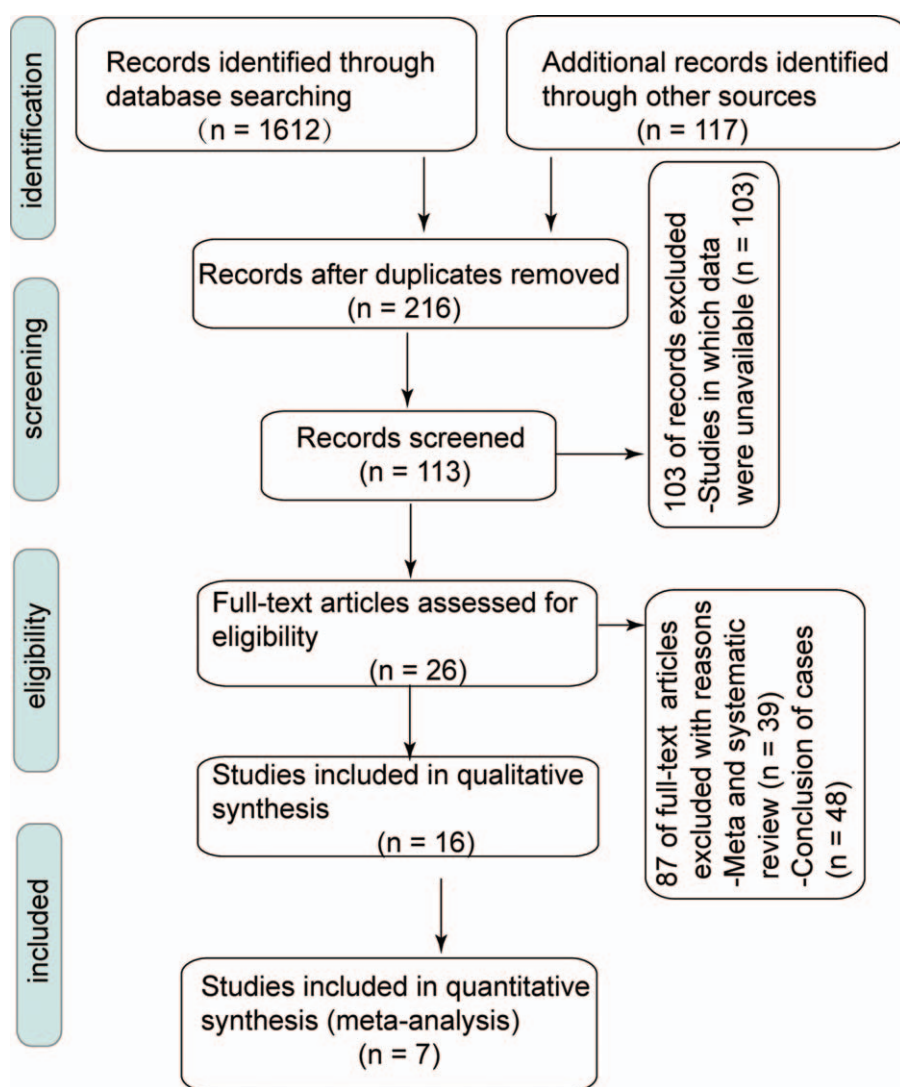 identification
Records identified through
database searching
（n = 1612）
Additional records identified
through other sources
(n = 117)
103 of records excluded
-Studies in which data
were unavailable (n = 103)
Records after duplicates removed
(n = 216)
screening
Records screened
(n = 113)
eligibility
Full-text articles assessed for
eligibility
(n = 26)
87 of full-text articles
excluded with reasons
-Meta and systematic
review (n = 39)
-Conclusion of cases
(n = 48)
Studies included in qualitative
synthesis
(n = 16)
included
Studies included in quantitative
synthesis (meta-analysis)
(n = 7)